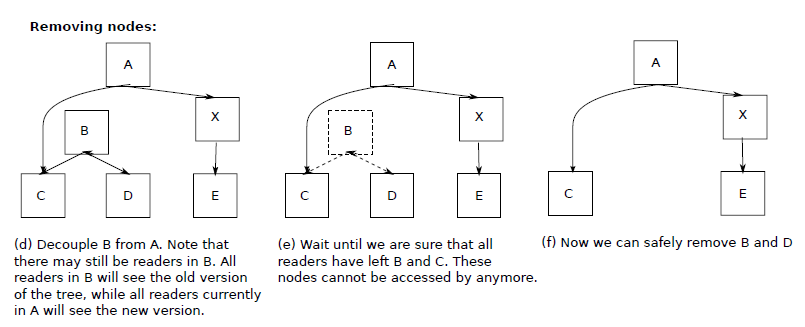 Removing nodes:
A
B
X
C
D
E
A
B
X
C
D
E
A
X
C
E
(d) Decouple B from A. Note that
there may still be readers in B. All
readers in B will see the old version
of the tree, while all readers currently
in A will see the new version.
(e) Wait until we are sure that all
readers have left B and C. These
nodes cannot be accessed by anymore.
(f) Now we can safely remove B and D